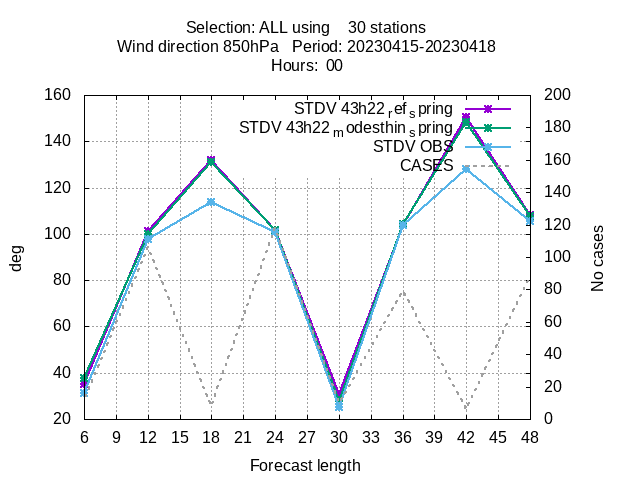 Selection: ALL using 30 stations
Wind direction 850hPa Period: 20230415-20230418
Hours: 00
STDV 43h22_ref_spring
STDV 43h22_modesthin_spring
STDV OBS
CASES
160
140
120
100
80
60
40
20
deg
200
180
160
140
120
100
80
60
40
20
0
No cases
6 9 12 15 18 21 24 27 30 33 36 39 42 45 48
Forecast length